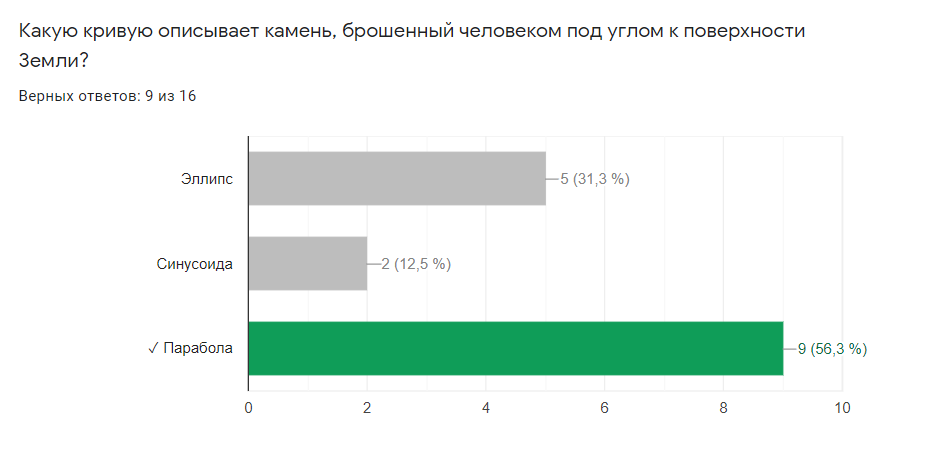 Какую кривую описывает камень, брошенный человеком под углом к поверхности
Земли?
Верных ответов: 9 из 16
Эллипс
5 (31,3 %)
Синусоида
2 (12,5 %)
✓ Парабола
9 (56,3 %)
0 2 4 6 8 10